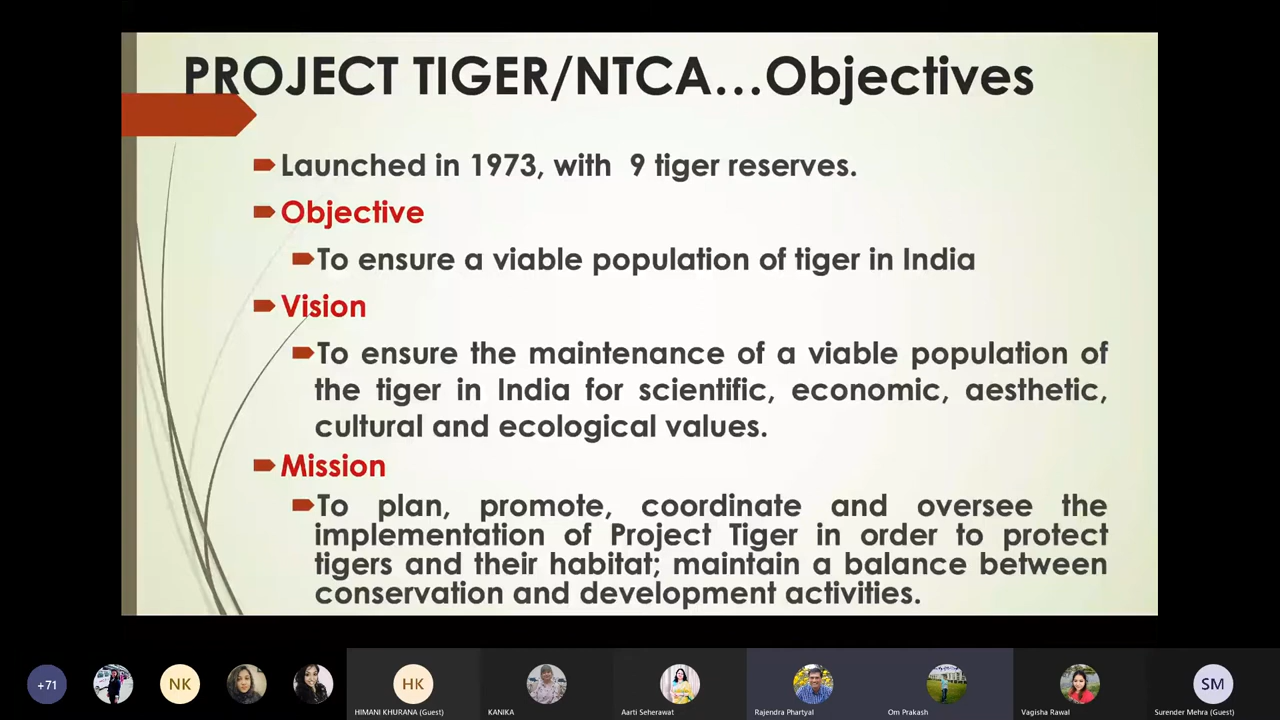 PROJECT TIGER/NTCA...Objectives
Launched in 1973, with 9 tiger reserves.
Objective
To ensure a viable population of tiger in India
Vision
To ensure the maintenance of a viable population of
the tiger in India for scientific, economic, aesthetic,
cultural and ecological values.
Mission
To plan, promote, coordinate and oversee the
implementation of Project Tiger in order to protect
tigers and their habitat; maintain a balance between
conservation and development activities.
+71
NK
HK
SM
HIMANI KHURANA (Guest)
KANIKA
Aarti Seherawat
Rajendra Phartyal
Om Prakash
Vagisha Rawal
Surender Mehra (Guest)